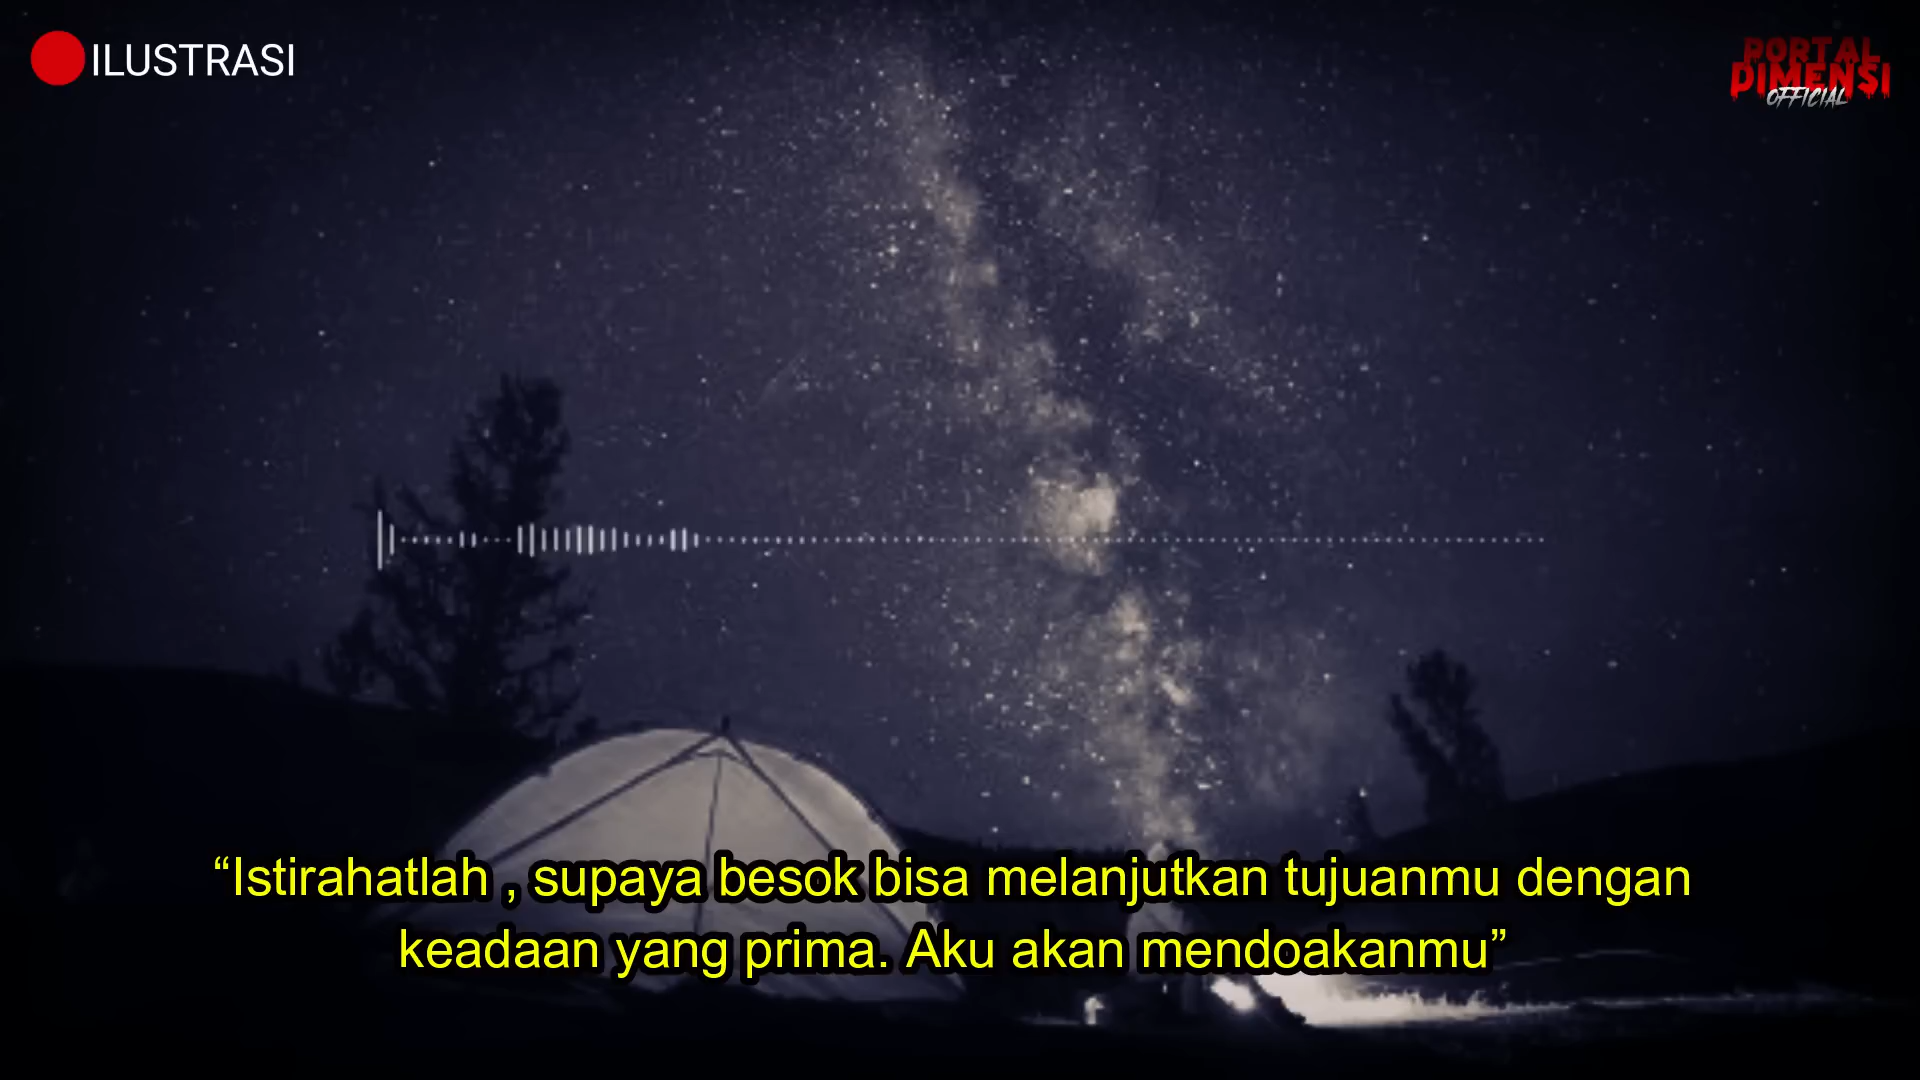 ILUSTRASI
PORTAL
DIMENSI
OFFICIAL
“Istirahatlah , supaya besok bisa melanjutkan tujuanmu dengan
keadaan yang prima. Aku akan mendoakanmu”